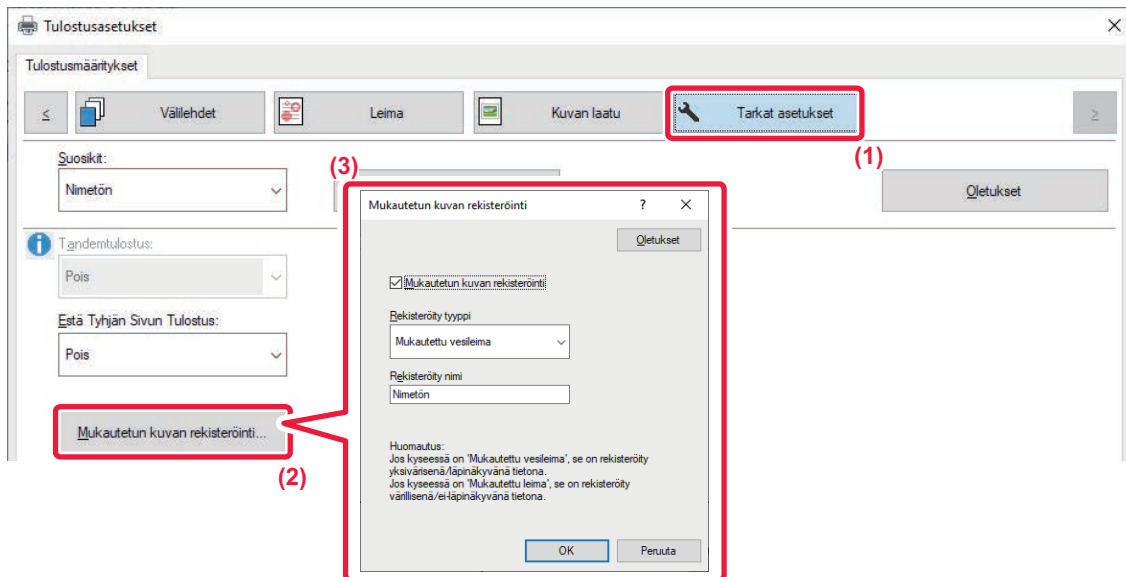 Tulostusasetukset
Tulostusmääritykset
≤
Välilehdet
Leima
Kuvan laatu
Tarkat asetukset
≥
(1)
Suosikit:
Nimetön
Oletukset
(3)
Mukautetun kuvan rekisteröinti
?
Oletukset
Tandemtulostus:
Pois
Mukautetun kuvan rekisteröinti
Estä Tyhjän Sivun Tulostus:
Pois
Rekisteröity tyyppi
Mukautettu vesileima
Rekisteröity nimi
Nimetön
Mukautetun kuvan rekisteröinti...
(2)
Huomautus:
Jos kyseessä on 'Mukautettu vesileima', se on rekisteröity
yksivärisenä/läpinäkyvänä tietona.
Jos kyseessä on 'Mukautettu leima', se on rekisteröity
värillisenä/ei-läpinäkyvänä tietona.
OK
Peruuta